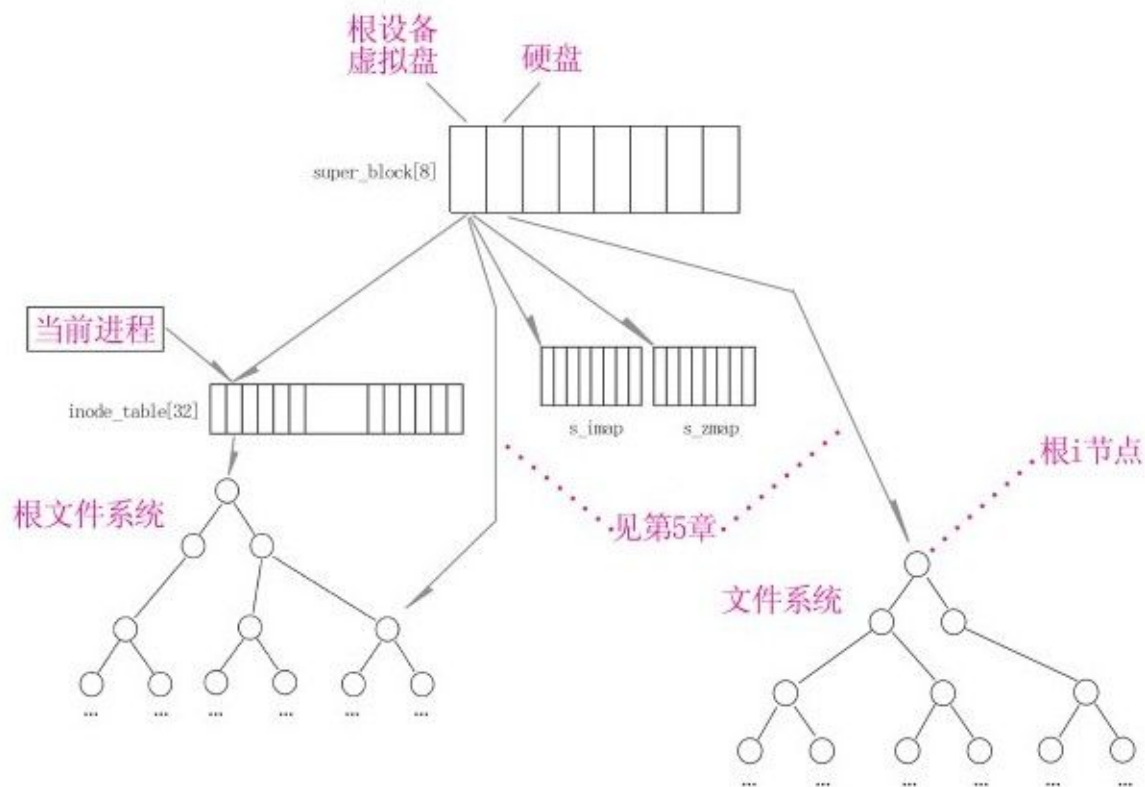 根设备
虚拟盘
硬盘
super_block[8]
当前进程
inode_table[32]
s_imap
s_zmap
根i节点
根文件系统
见第5章
文件系统
...
...
...
...
...
...
...
...
...
...
...
...